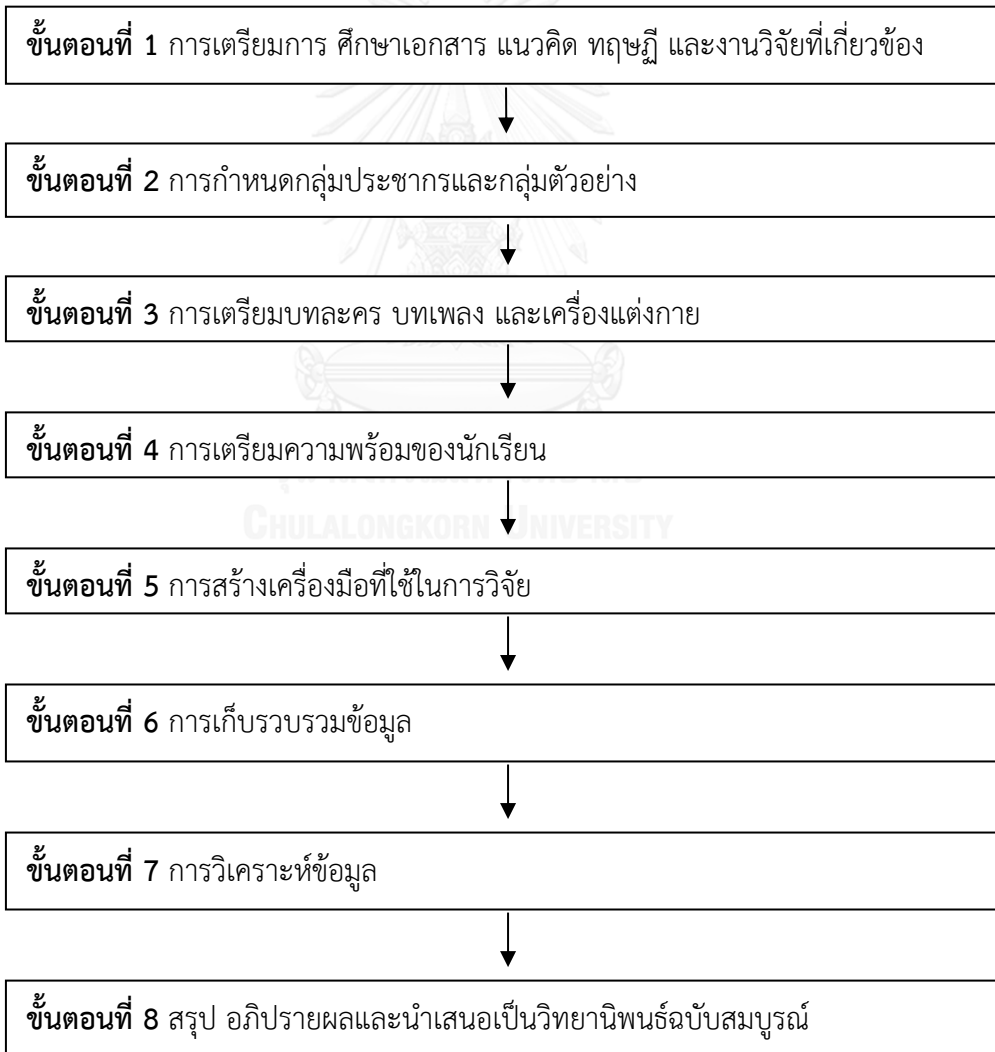 ขั้นตอนที่ 1 การเตรียมการ ศึกษาเอกสาร แนวคิด ทฤษฎี และงานวิจัยที่เกี่ยวข้อง
ขั้นตอนที่ 2 การกำหนดกลุ่มประชากรและกลุ่มตัวอย่าง
ขั้นตอนที่ 3 การเตรียมบทละคร บทเพลง และเครื่องแต่งกาย
ขั้นตอนที่ 4 การเตรียมความพร้อมของนักเรียน
CHULALONGKORN UNIVERSITY
ขั้นตอนที่ 5 การสร้างเครื่องมือที่ใช้ในการวิจัย
ขั้นตอนที่ 6 การเก็บรวบรวมข้อมูล
ขั้นตอนที่ 7 การวิเคราะห์ข้อมูล
ขั้นตอนที่ 8 สรุป อภิปรายผลและนำเสนอเป็นวิทยานิพนธ์ฉบับสมบูรณ์